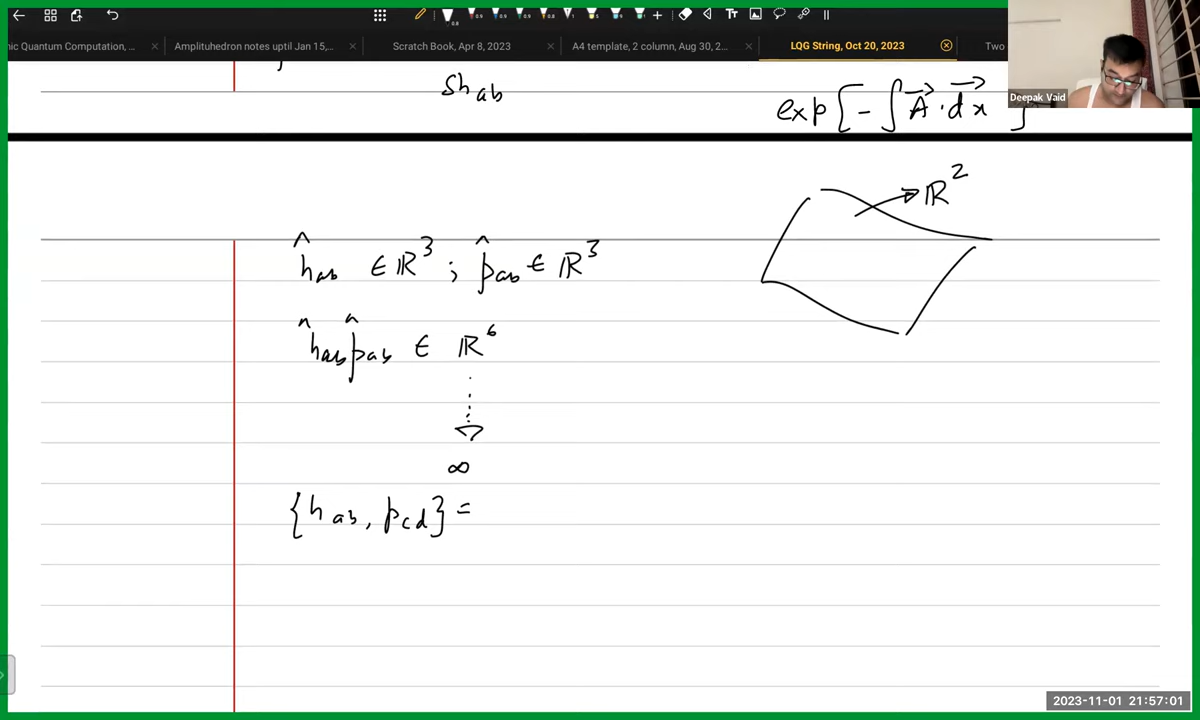 nic Quantum Computation, ...
Amplituhedron notes uptil Jan 15,...
Scratch Book, Apr 8, 2023
A4 template, 2 column, Aug 30, 2...
LQG String, Oct 20, 2023
Two
Deepak Vaid
Sh_ab
exp[-∫A⃗·d⃗x ]
ĥ_ab ∈ ℝ³ ; p̂_ab ∈ ℝ³
→ ℝ²
ĥ_ab p̂_ab ∈ ℝ⁶
∞
{h_ab, p_cd} =
2023-11-01 21:57:01